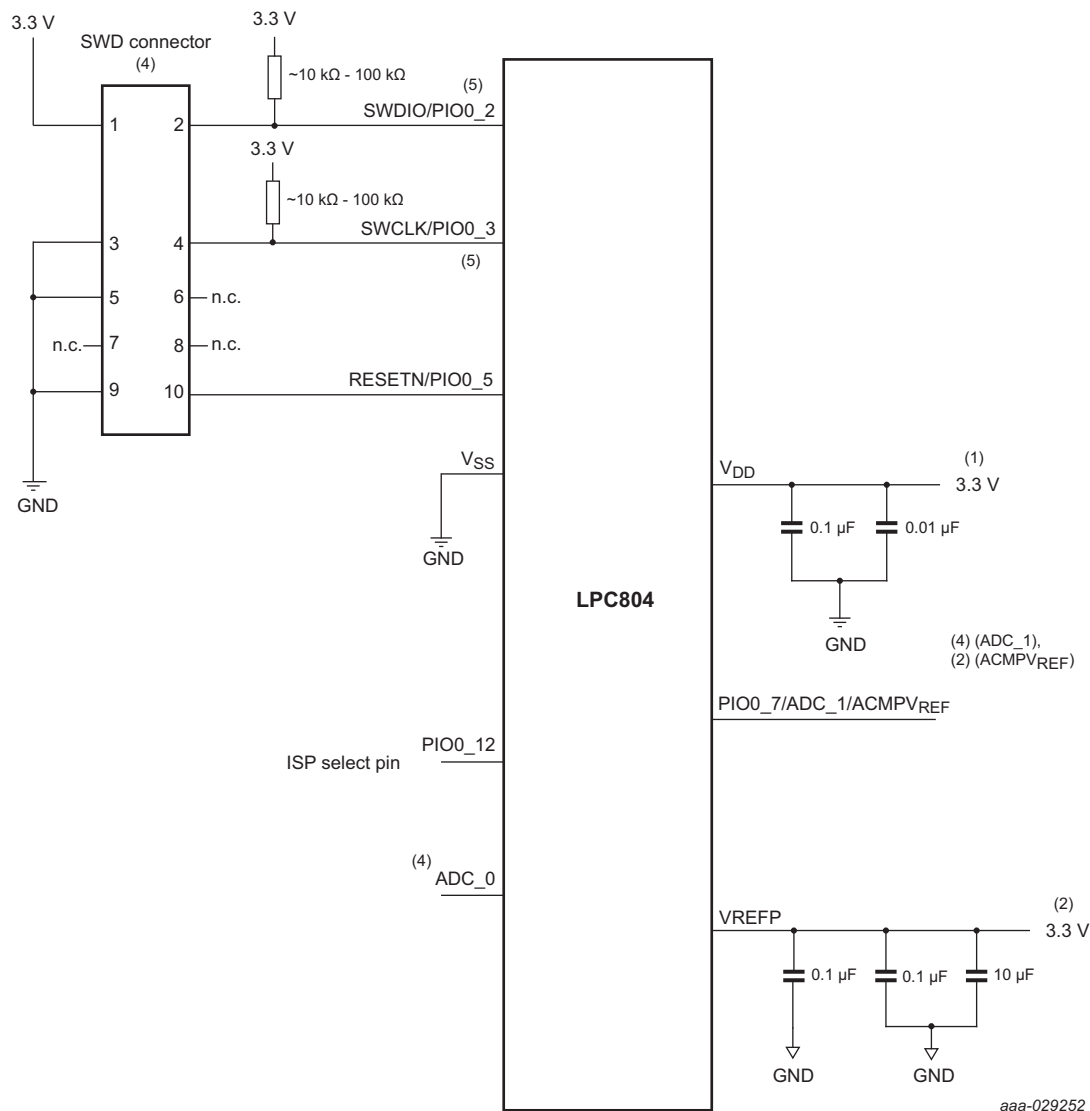 3.3 V
SWD connector
(4)
3.3 V
~10 kΩ - 100 kΩ
(5)
SWDIO/PIO0_2
1
2
3.3 V
~10 kΩ - 100 kΩ
SWCLK/PIO0_3
(5)
3
4
5
6
n.c.
n.c.
7
8
n.c.
9
10
RESETN/PIO0_5
GND
VSS
GND
VDD
(1)
3.3 V
0.1 µF
0.01 µF
GND
LPC804
(4) (ADC_1),
(2) (ACMPVREF)
PIO0_7/ADC_1/ACMPVREF
ISP select pin
PIO0_12
(4)
ADC_0
VREFP
(2)
3.3 V
0.1 µF
0.1 µF
10 µF
GND
GND
aaa-029252